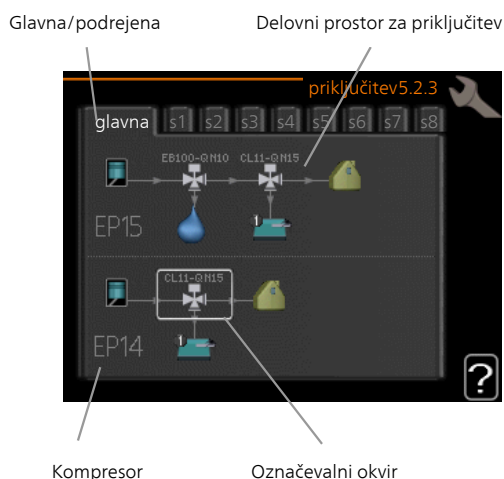 Glavna/podrejena
Delovni prostor za priključitev
priključitev5.2.3
glavna s1 s2 s3 s4 s5 s6 s7 s8
EB100-QN10 CL11-QN15
EP15
1
CL11-QN15
EP14
1
?
Kompresor
Označevalni okvir